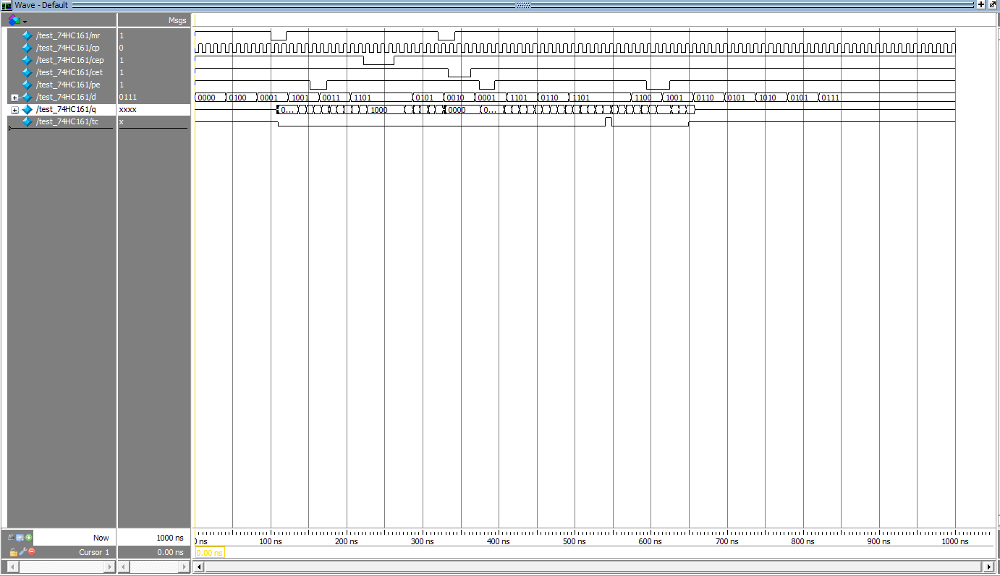 Wave - Default
Msgs
/test_74HC161/mr 1
/test_74HC161/cp 0
/test_74HC161/cep 1
/test_74HC161/cet 1
/test_74HC161/pe 1
/test_74HC161/d 0111 0000 0100 0001 1001 0011 1101 0101 0010 0001 1101 0110 1101 1100 1001 0110 0101 1010 0101 0111
/test_74HC161/q xxxx 0... 1000 0000 0...
/test_74HC161/tc x
Now 1000 ns ns 100 ns 200 ns 300 ns 400 ns 500 ns 600 ns 700 ns 800 ns 900 ns 1000 ns
Cursor 1 0.00 ns 0.00 ns